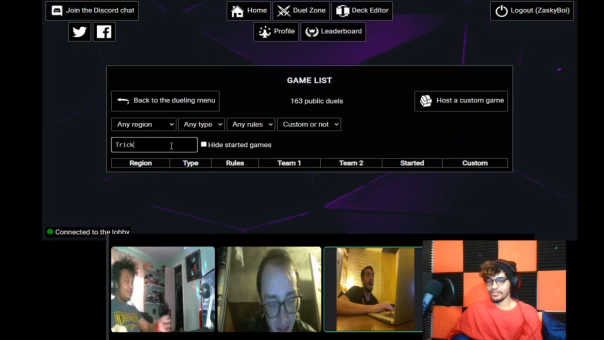 Join the Discord chat
Home
Duel Zone
Deck Editor
Logout (ZaskyBoi)
Profile
Leaderboard
GAME LIST
Back to the dueling menu
163 public duels
Host a custom game
Any region
Any type
Any rules
Custom or not
Trick
Hide started games
Region Type Rules Team 1 Team 2 Started Custom
Connected to the lobby